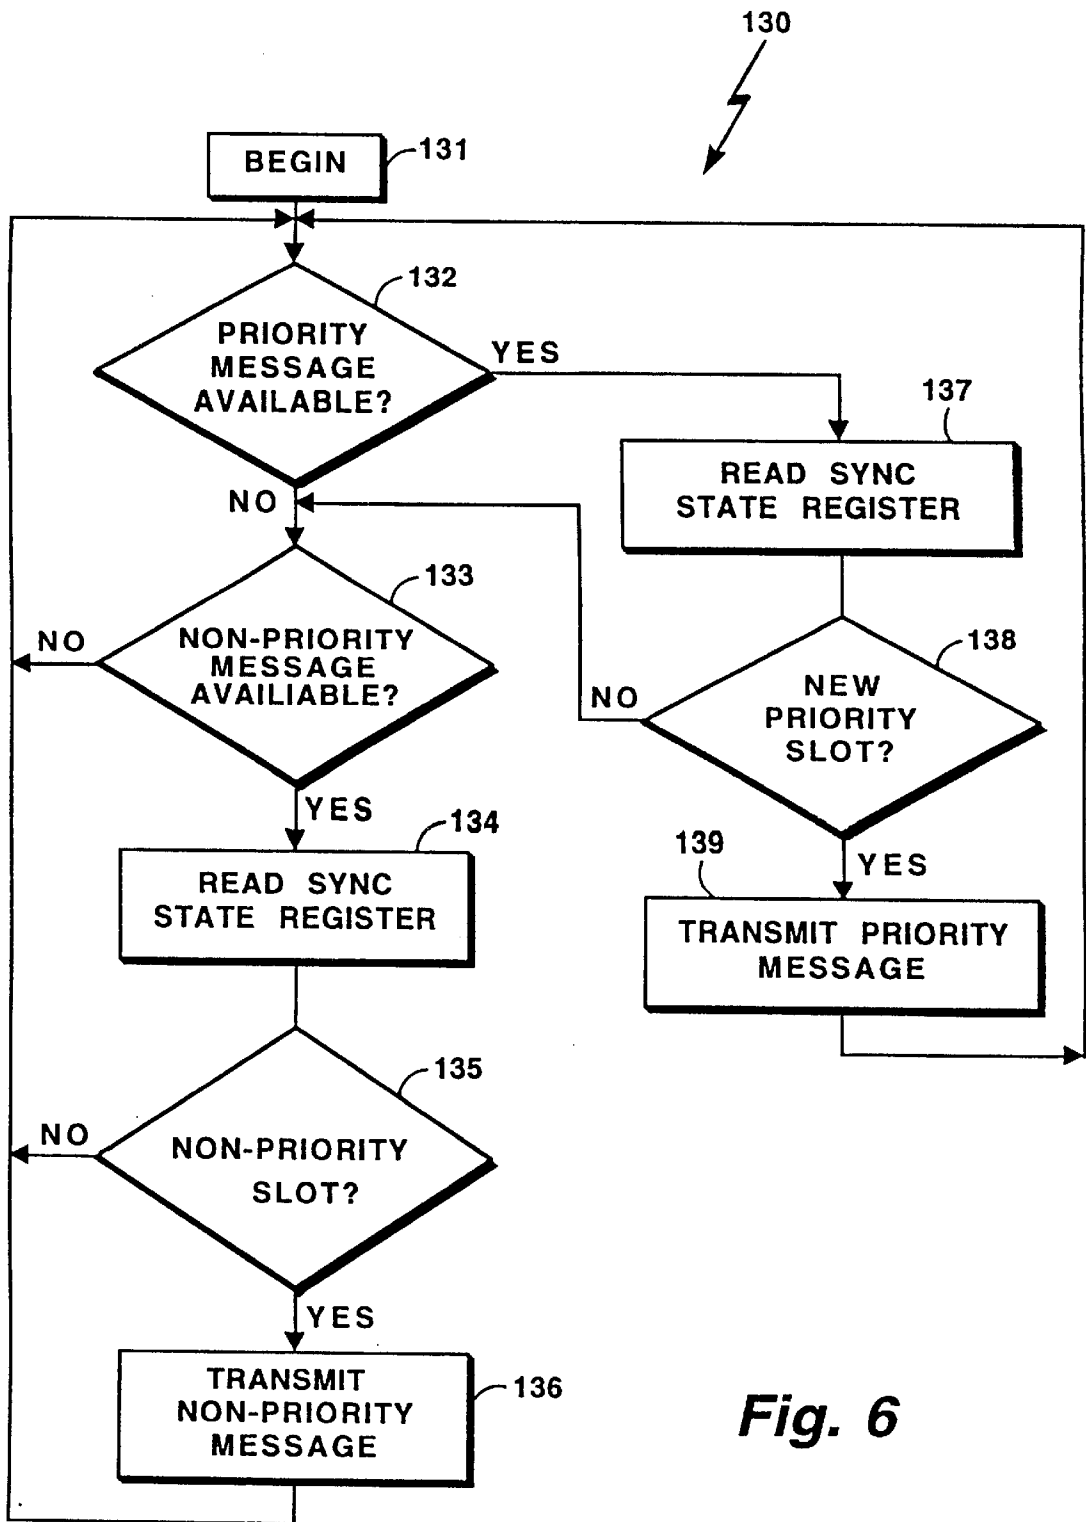 130
BEGIN
131
132
PRIORITY
MESSAGE
AVAILABLE?
YES
137
READ SYNC
STATE REGISTER
NO
133
NON-PRIORITY
MESSAGE
AVAILIABLE?
NO
138
NEW
PRIORITY
SLOT?
NO
YES
134
READ SYNC
STATE REGISTER
139
YES
TRANSMIT PRIORITY
MESSAGE
135
NON-PRIORITY
SLOT?
NO
YES
TRANSMIT
NON-PRIORITY
MESSAGE
136
Fig. 6